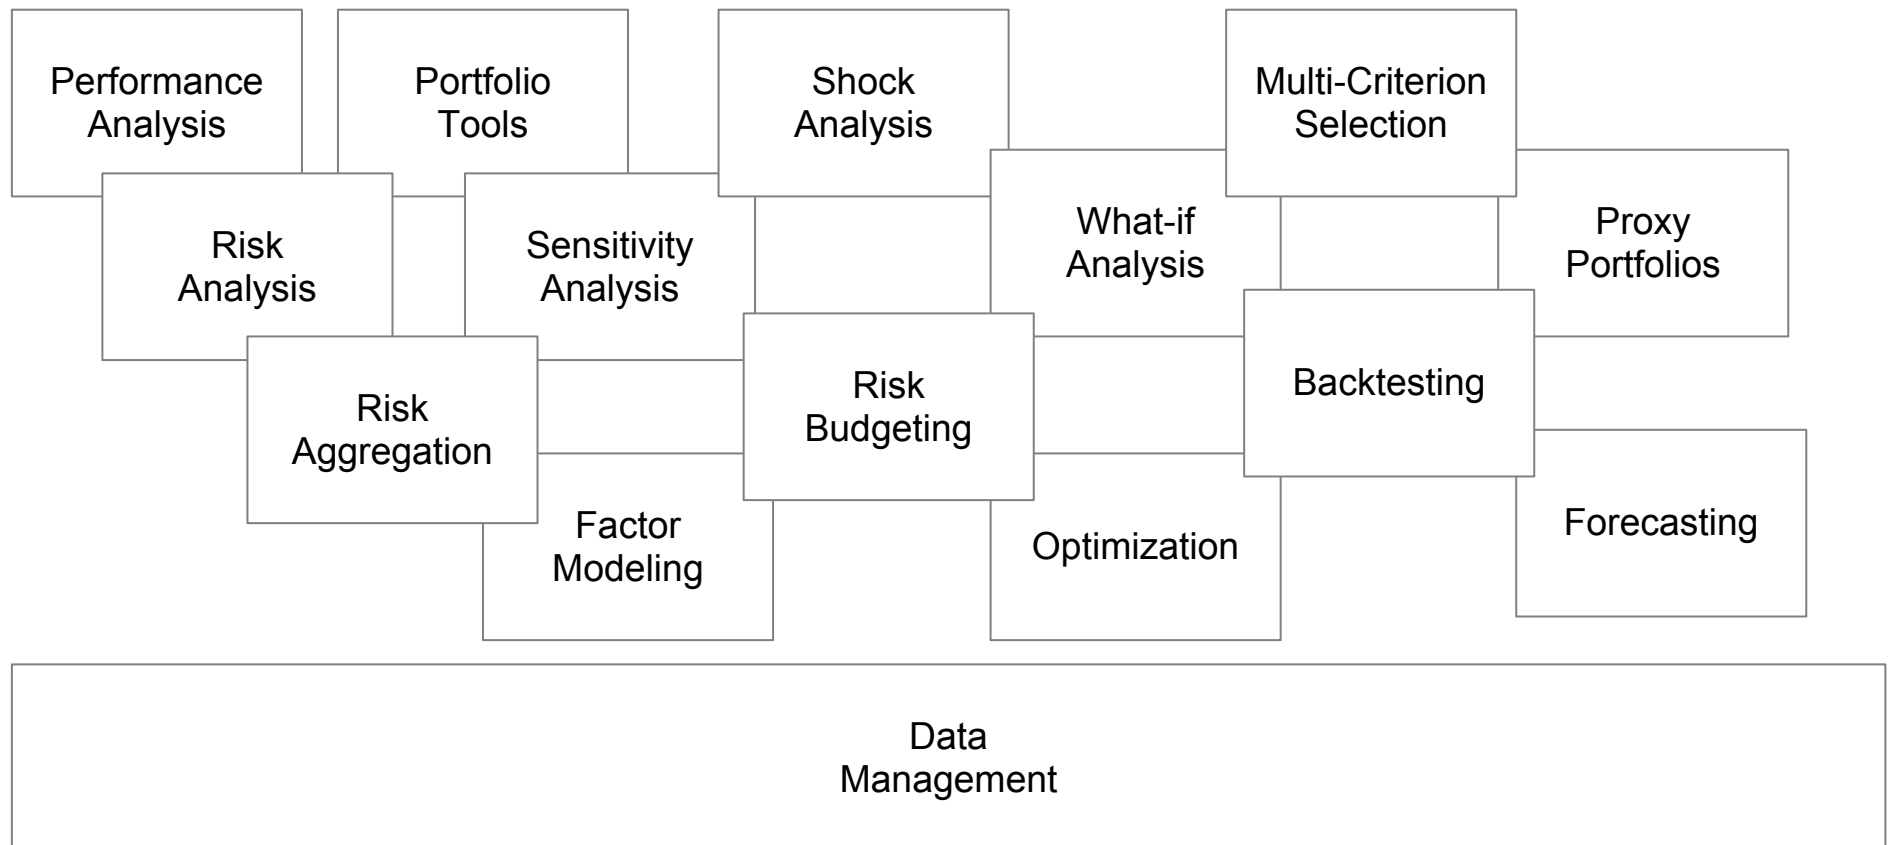 Performance
Analysis
Portfolio
Tools
Shock
Analysis
Multi-Criterion
Selection
Risk
Analysis
Sensitivity
Analysis
What-if
Analysis
Proxy
Portfolios
Risk
Aggregation
Risk
Budgeting
Backtesting
Factor
Modeling
Optimization
Forecasting
Data
Management